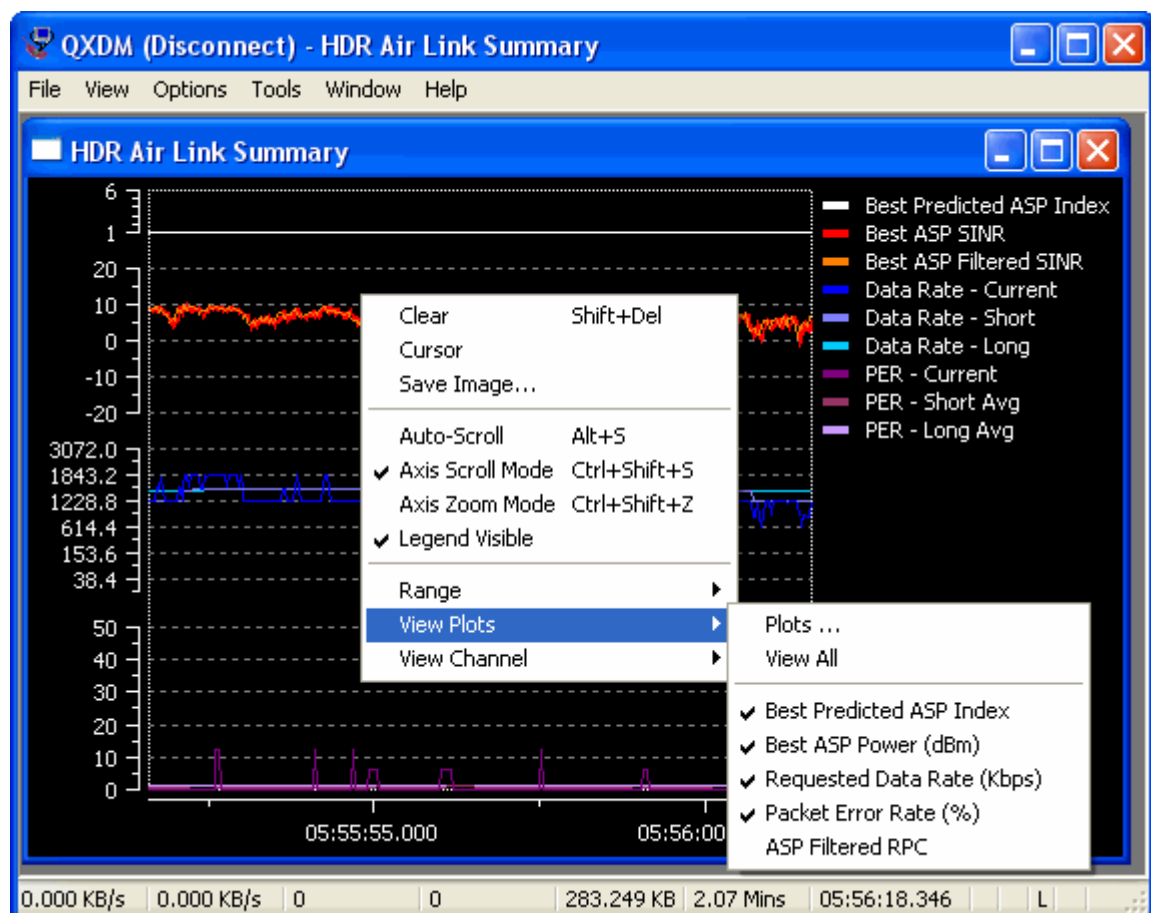 QXDM (Disconnect) - HDR Air Link Summary
File View Options Tools Window Help
HDR Air Link Summary
6
1
20
10
0
-10
-20
3072.0
1843.2
1228.8
614.4
153.6
38.4
50
40
30
20
10
0
05:55:55.000
05:56:00
Best Predicted ASP Index
Best ASP SINR
Best ASP Filtered SINR
Data Rate - Current
Data Rate - Short
Data Rate - Long
PER - Current
PER - Short Avg
PER - Long Avg
Clear Shift+Del
Cursor
Save Image...
Auto-Scroll Alt+S
Axis Scroll Mode Ctrl+Shift+S
Axis Zoom Mode Ctrl+Shift+Z
Legend Visible
Range
View Plots
View Channel
Plots ...
View All
Best Predicted ASP Index
Best ASP Power (dBm)
Requested Data Rate (Kbps)
Packet Error Rate (%)
ASP Filtered RPC
0.000 KB/s 0.000 KB/s 0 0 283.249 KB 2.07 Mins 05:56:18.346 L